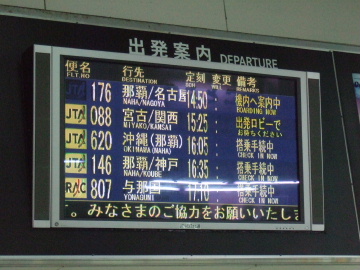 出発案内 DEPARTURE
便名 行先 定刻 変更 備考
FLT.NO DESTINATION SCH WILL REMARKS
JTA 176 那覇/名古屋 14:50 機内へ案内中
NAHA/NAGOYA BOARDING NOW
JTA 088 宮古/関西 15:25 出発ロビーで
MIYAKO/KANSAI お待ちください
JTA 620 沖縄(那覇) 16:05 搭乗手続中
OKINAWA(NAHA) CHECK IN NOW
JTA 146 那覇/神戸 16:35 搭乗手続中
NAHA/KOUBE CHECK IN NOW
RAC 807 与那国 17:10 搭乗手続中
YONAGUNI CHECK IN NOW
す。みなさまのご協力をお願いいたし